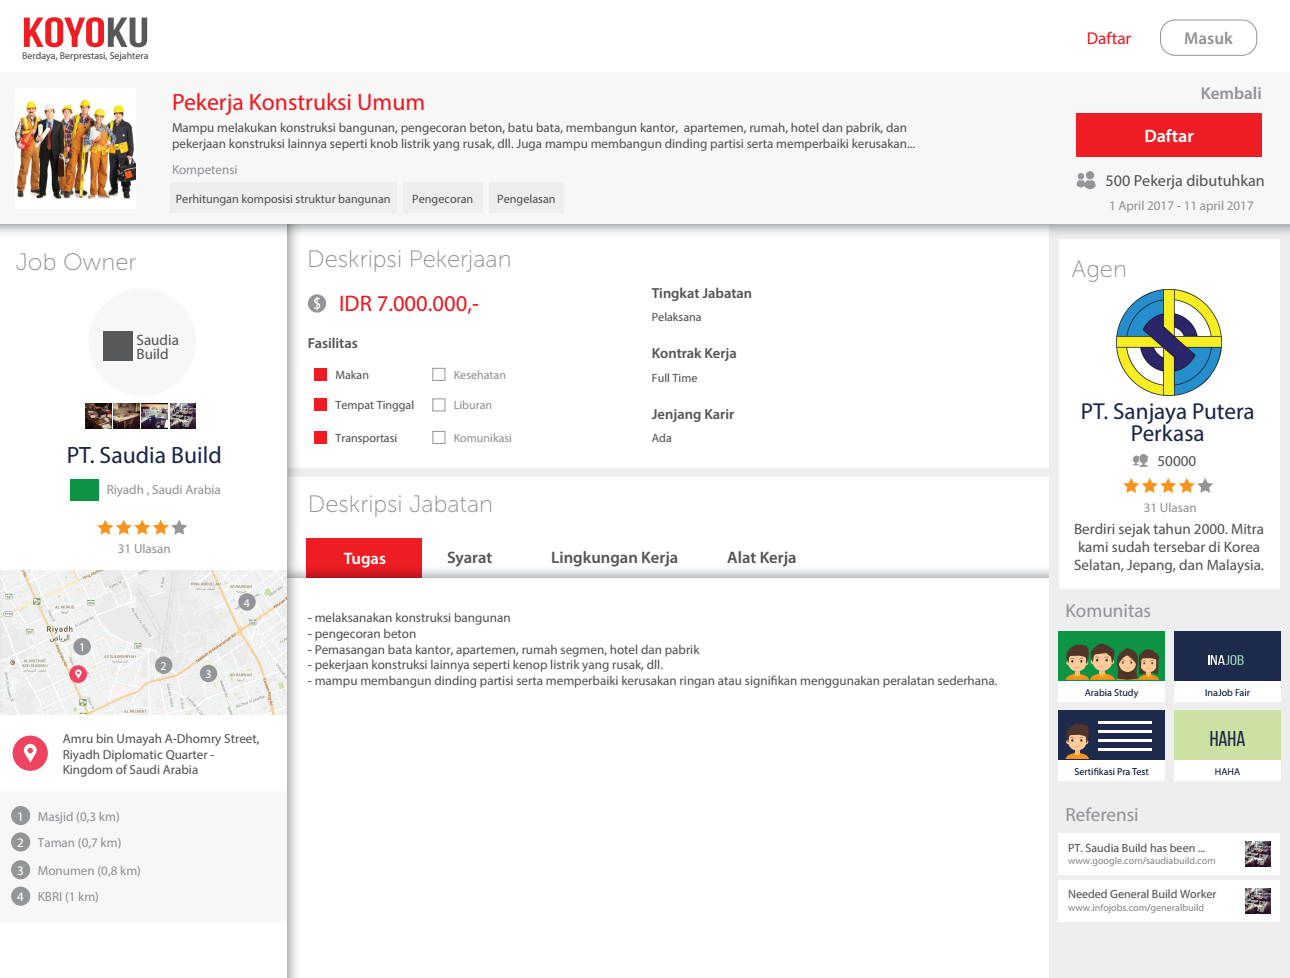 KOYOKU
Berdaya, Berprestasi, Sejahtera
Daftar
Masuk
Pekerja Konstruksi Umum
Mampu melakukan konstruksi bangunan, pengecoran beton, batu bata, membangun kantor, apartemen, rumah, hotel dan pabrik, dan
pekerjaan konstruksi lainnya seperti knob listrik yang rusak, dll. Juga mampu membangun dinding partisi serta memperbaiki kerusakan...
Kompetensi
Perhitungan komposisi struktur bangunan
Pengecoran
Pengelasan
Kembali
Daftar
500 Pekerja dibutuhkan
1 April 2017 - 11 april 2017
Job Owner
Saudia
Build
PT. Saudia Build
Riyadh , Saudi Arabia
31 Ulasan
Riyadh
الرياض
1
2
3
4
Amru bin Umayah A-Dhomry Street,
Riyadh Diplomatic Quarter -
Kingdom of Saudi Arabia
1 Masjid (0,3 km)
2 Taman (0,7 km)
3 Monumen (0,8 km)
4 KBRI (1 km)
Deskripsi Pekerjaan
$ IDR 7.000.000,-
Fasilitas
Makan
Kesehatan
Tempat Tinggal
Liburan
Transportasi
Komunikasi
Tingkat Jabatan
Pelaksana
Kontrak Kerja
Full Time
Jenjang Karir
Ada
Deskripsi Jabatan
Tugas
Syarat
Lingkungan Kerja
Alat Kerja
- melaksanakan konstruksi bangunan
- pengecoran beton
- Pemasangan bata kantor, apartemen, rumah segmen, hotel dan pabrik
- pekerjaan konstruksi lainnya seperti kenop listrik yang rusak, dll.
- mampu membangun dinding partisi serta memperbaiki kerusakan ringan atau signifikan menggunakan peralatan sederhana.
Agen
PT. Sanjaya Putera
Perkasa
50000
31 Ulasan
Berdiri sejak tahun 2000. Mitra
kami sudah tersebar di Korea
Selatan, Jepang, dan Malaysia.
Komunitas
Arabia Study
INAJOB
InaJob Fair
Sertifikasi Pra Test
HAHA
HAHA
Referensi
PT. Saudia Build has been ...
www.google.com/saudiabuild.com
Needed General Build Worker
www.infojobs.com/generalbuild